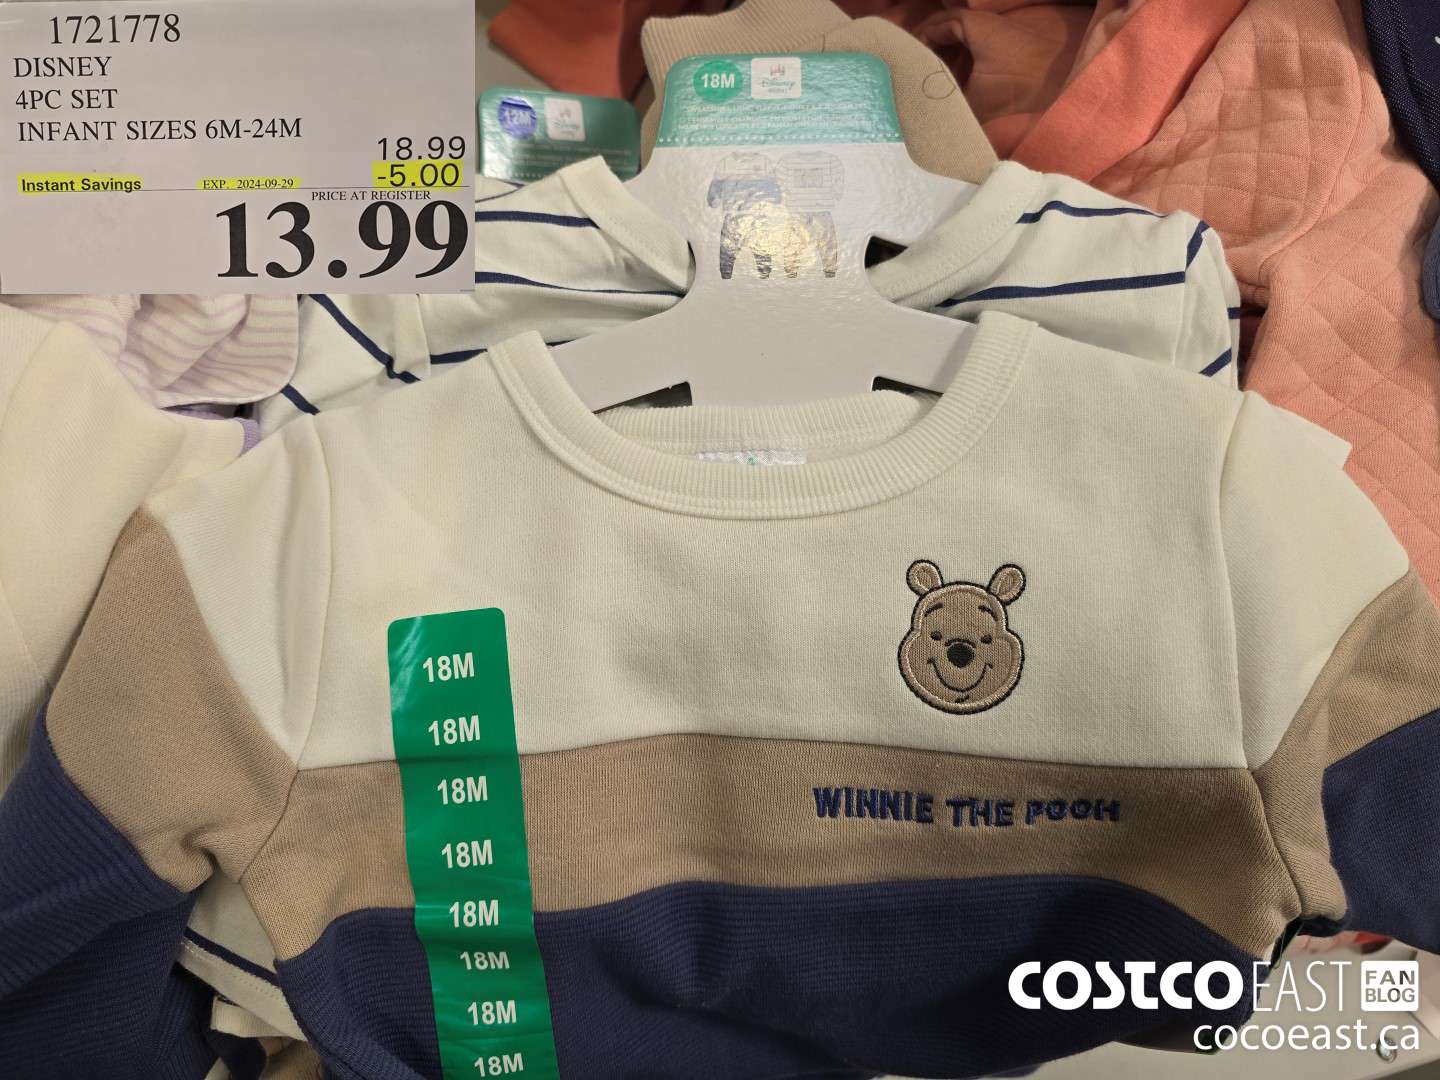 1721778
DISNEY
4PC SET
INFANT SIZES 6M-24M
18.99
-5.00
Instant Savings
EXP. 2024-09-29
PRICE AT REGISTER
13.99
12M
18M
Disney
WINNIE THE POOH
18M
18M
18M
18M
18M
18M
18M
18M
COSTCO EAST FAN BLOG
cocoeast.ca